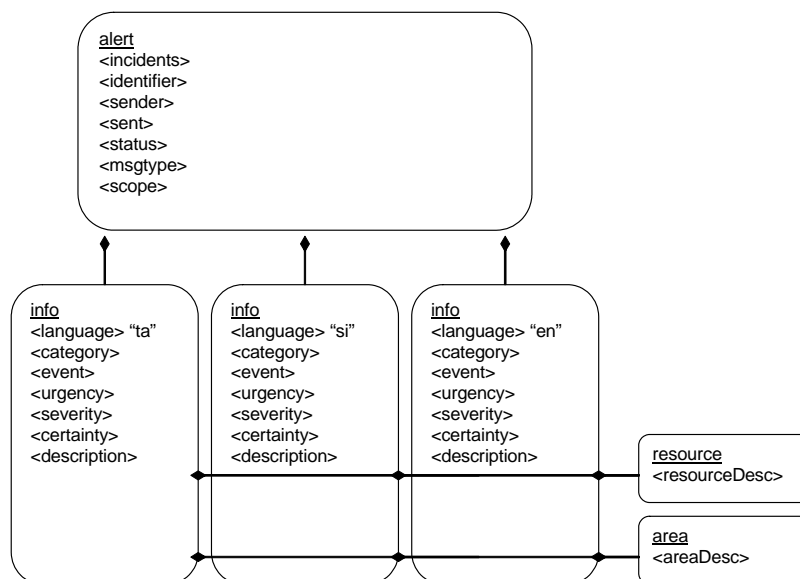 alert
<incidents>
<identifier>
<sender>
<sent>
<status>
<msgtype>
<scope>
info
<language> “ta”
<category>
<event>
<urgency>
<severity>
<certainty>
<description>
info
<language> “si”
<category>
<event>
<urgency>
<severity>
<certainty>
<description>
info
<language> “en”
<category>
<event>
<urgency>
<severity>
<certainty>
<description>
resource
<resourceDesc>
area
<areaDesc>